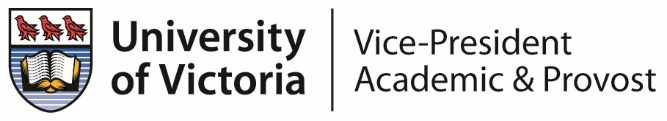 University
of Victoria
Vice-President
Academic & Provost